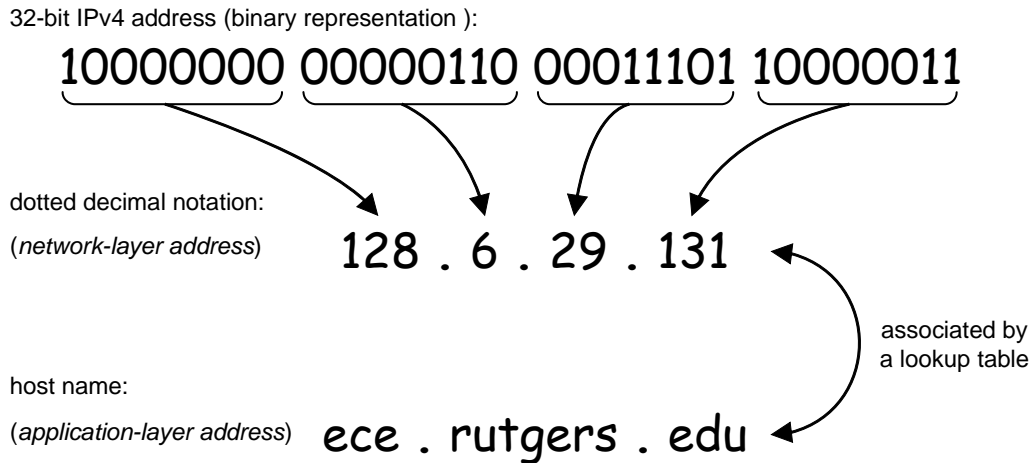 32-bit IPv4 address (binary representation ):
10000000 00000110 00011101 10000011
dotted decimal notation:
(network-layer address)
128 . 6 . 29 . 131
associated by
a lookup table
host name:
(application-layer address)
ece . rutgers . edu